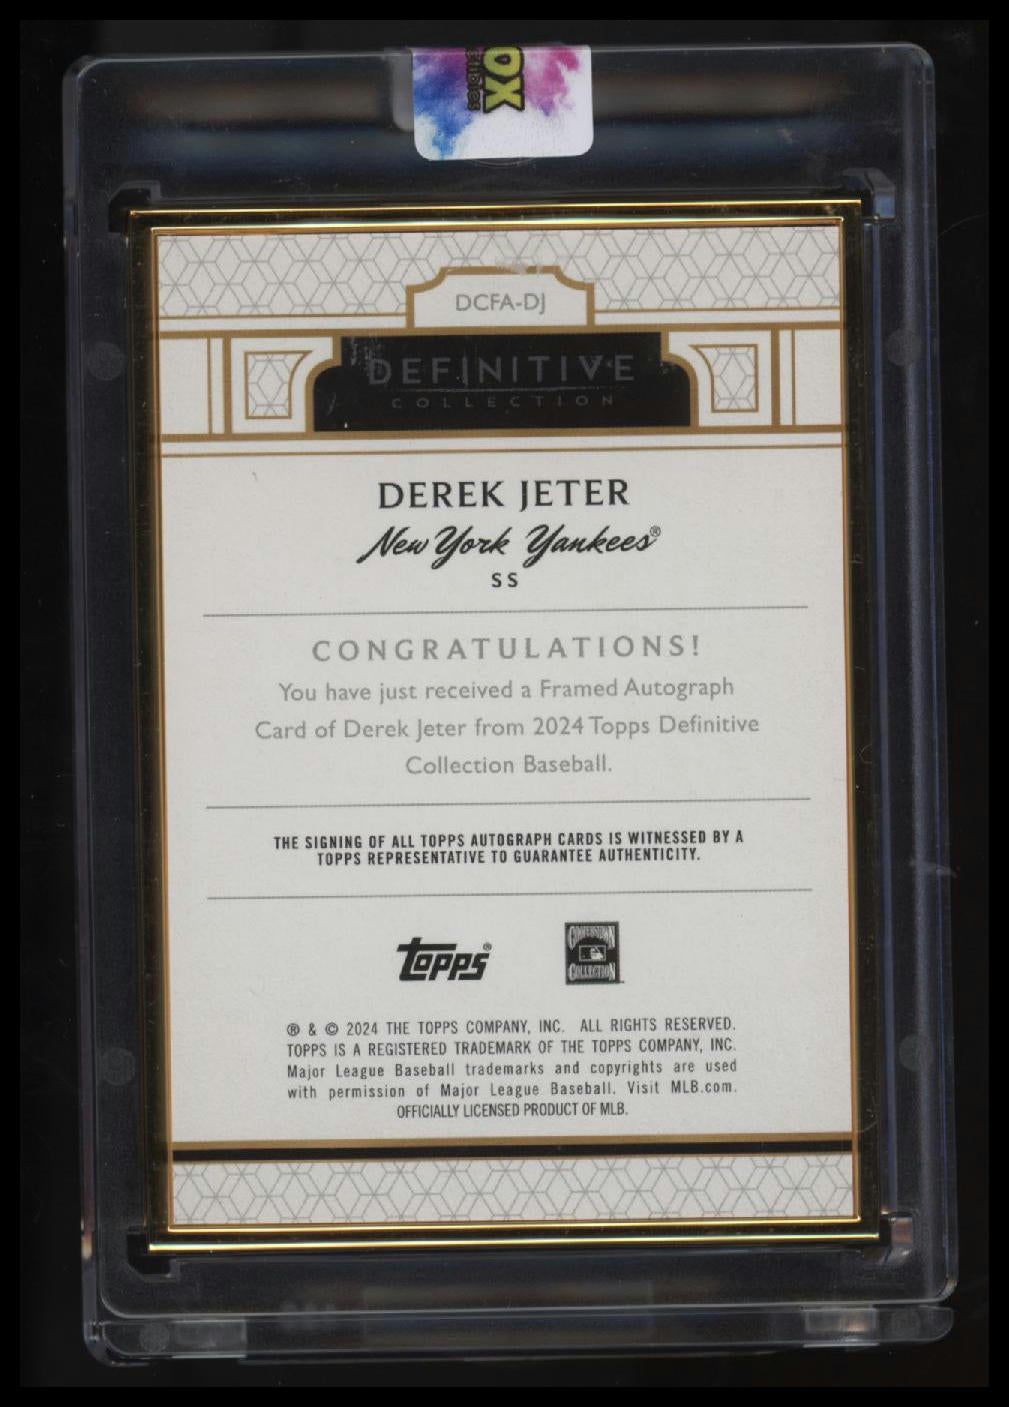 DCFA-DJ
DEFINITIVE
COLLECTION
DEREK JETER
New York Yankees®
SS
CONGRATULATIONS!
You have just received a Framed Autograph
Card of Derek Jeter from 2024 Topps Definitive
Collection Baseball.
THE SIGNING OF ALL TOPPS AUTOGRAPH CARDS IS WITNESSED BY A
TOPPS REPRESENTATIVE TO GUARANTEE AUTHENTICITY.
topps®
COOPERSTOWN
COLLECTION
® & © 2024 THE TOPPS COMPANY, INC. ALL RIGHTS RESERVED.
TOPPS IS A REGISTERED TRADEMARK OF THE TOPPS COMPANY, INC.
Major League Baseball trademarks and copyrights are used
with permission of Major League Baseball. Visit MLB.com.
OFFICIALLY LICENSED PRODUCT OF MLB.